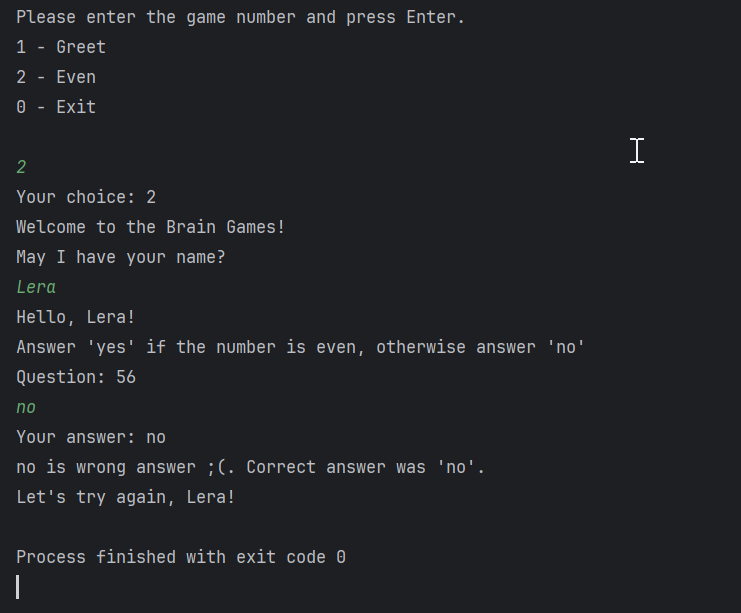 Please enter the game number and press Enter.
1 - Greet
2 - Even
0 - Exit
2
Your choice: 2
Welcome to the Brain Games!
May I have your name?
Lera
Hello, Lera!
Answer 'yes' if the number is even, otherwise answer 'no'
Question: 56
no
Your answer: no
no is wrong answer ;(. Correct answer was 'no'.
Let's try again, Lera!
Process finished with exit code 0